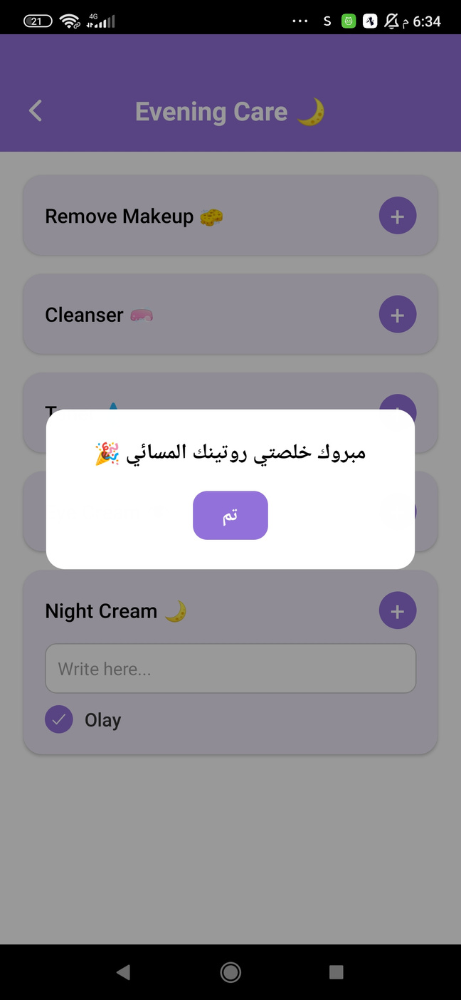 21
4G
S
م 6:34
Evening Care 🌙
Remove Makeup 🧽
Cleanser 🧼
مبروك خلصتي روتينك المسائي 🎉
تم
Night Cream 🌙
Write here...
Olay